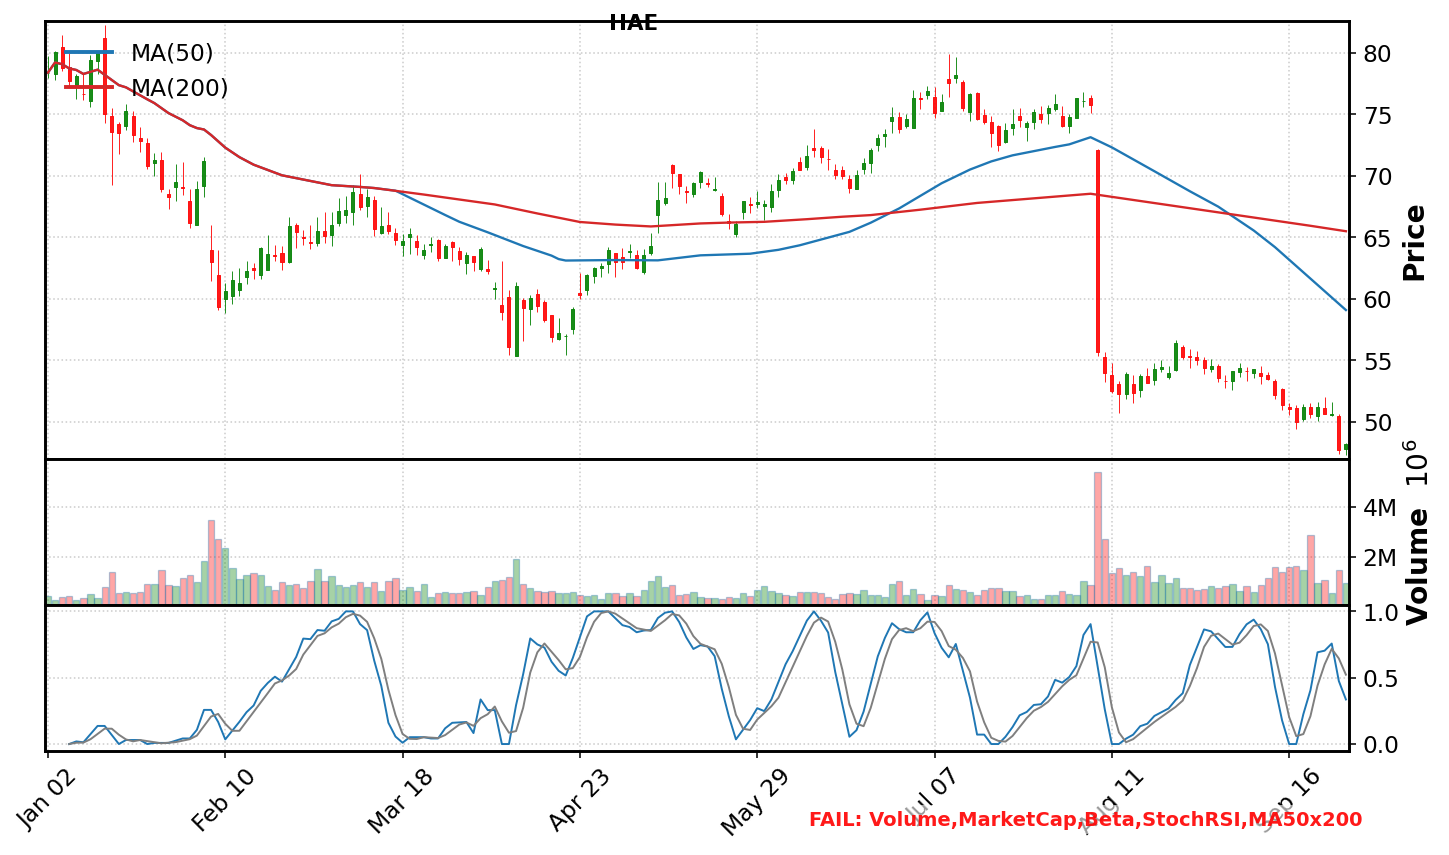 HAE
MA(50)
MA(200)
80
75
70
65
60
55
50
Price
10⁶
4M
2M
Volume
1.0
0.5
0.0
Jan 02
Feb 10
Mar 18
Apr 23
May 29
Jul 07
Aug 11
Sep 16
FAIL: Volume,MarketCap,Beta,StochRSI,MA50x200